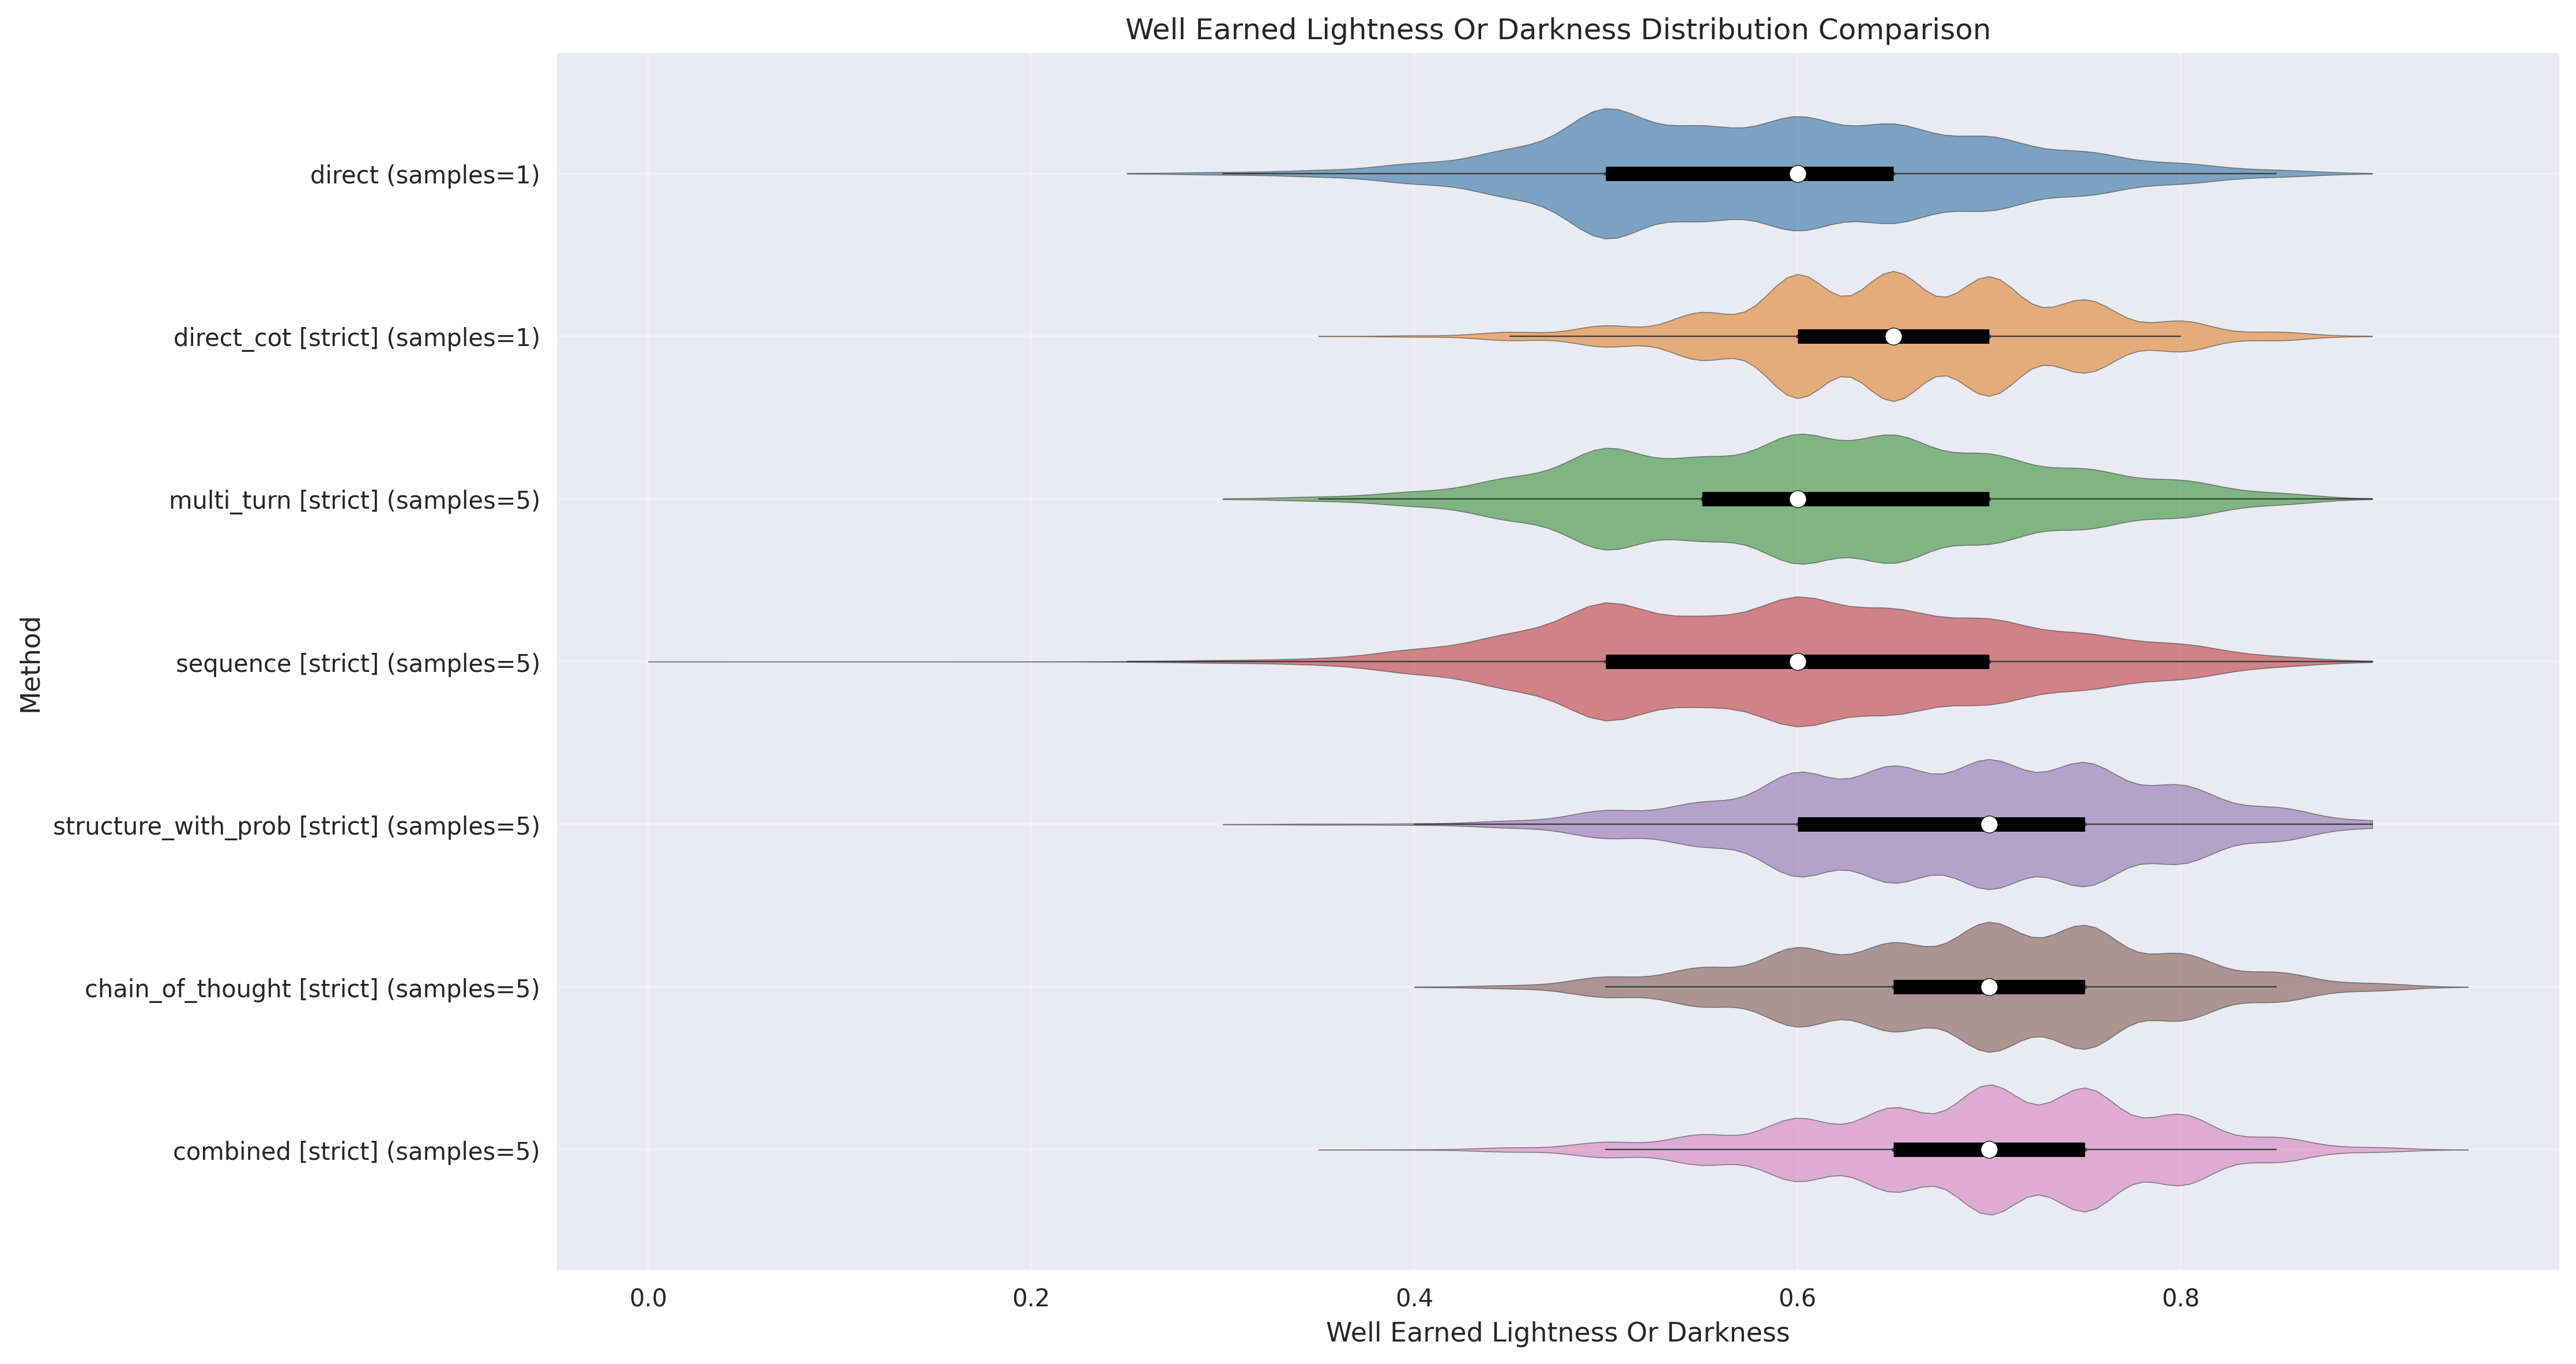 Well Earned Lightness Or Darkness Distribution Comparison
Method
direct (samples=1)
direct_cot [strict] (samples=1)
multi_turn [strict] (samples=5)
sequence [strict] (samples=5)
structure_with_prob [strict] (samples=5)
chain_of_thought [strict] (samples=5)
combined [strict] (samples=5)
0.0 0.2 0.4 0.6 0.8
Well Earned Lightness Or Darkness